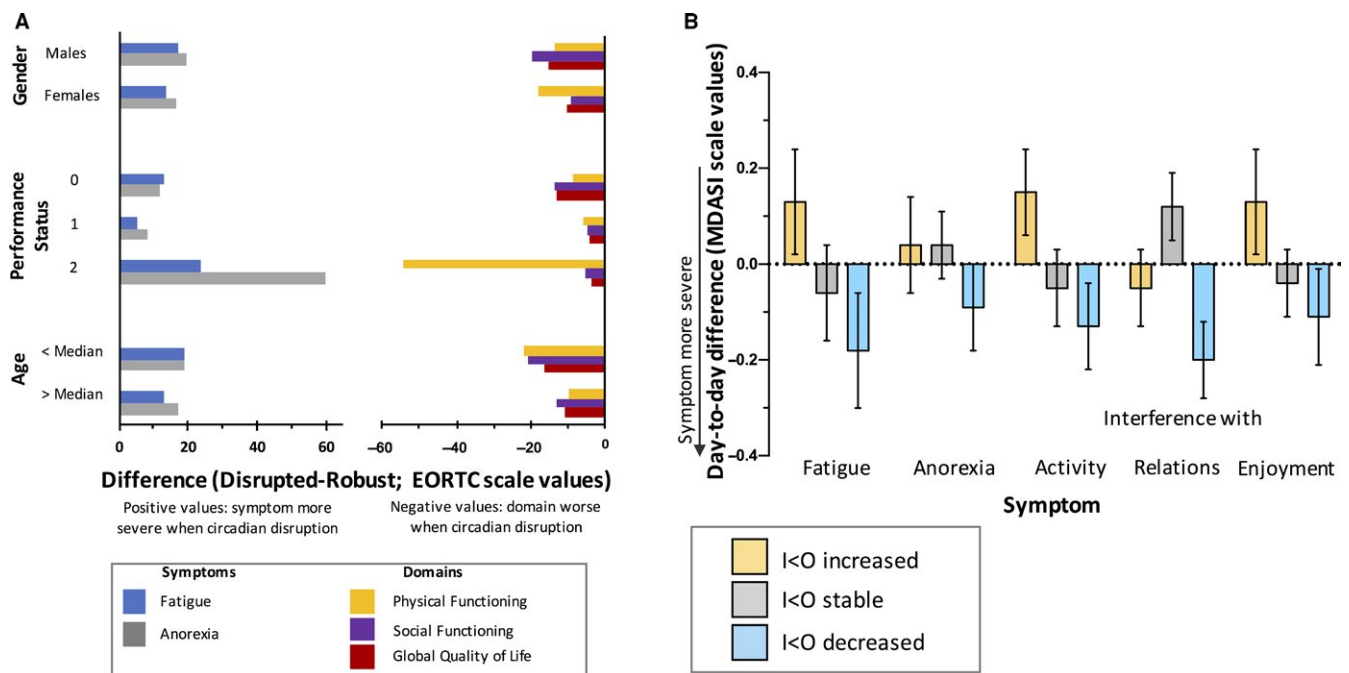 A
Gender
Males
Females
Performance
Status
0
1
2
Age
< Median
> Median
0
20
40
60
–60
–40
–20
0
Difference (Disrupted-Robust; EORTC scale values)
Positive values: symptom more
severe when circadian disruption
Negative values: domain worse
when circadian disruption
Symptoms
Fatigue
Anorexia
Domains
Physical Functioning
Social Functioning
Global Quality of Life
B
Symptom more severe
Day-to-day difference (MDASI scale values)
0.4
0.2
0.0
–0.2
–0.4
Interference with
Fatigue
Anorexia
Activity
Relations
Enjoyment
Symptom
I<O increased
I<O stable
I<O decreased